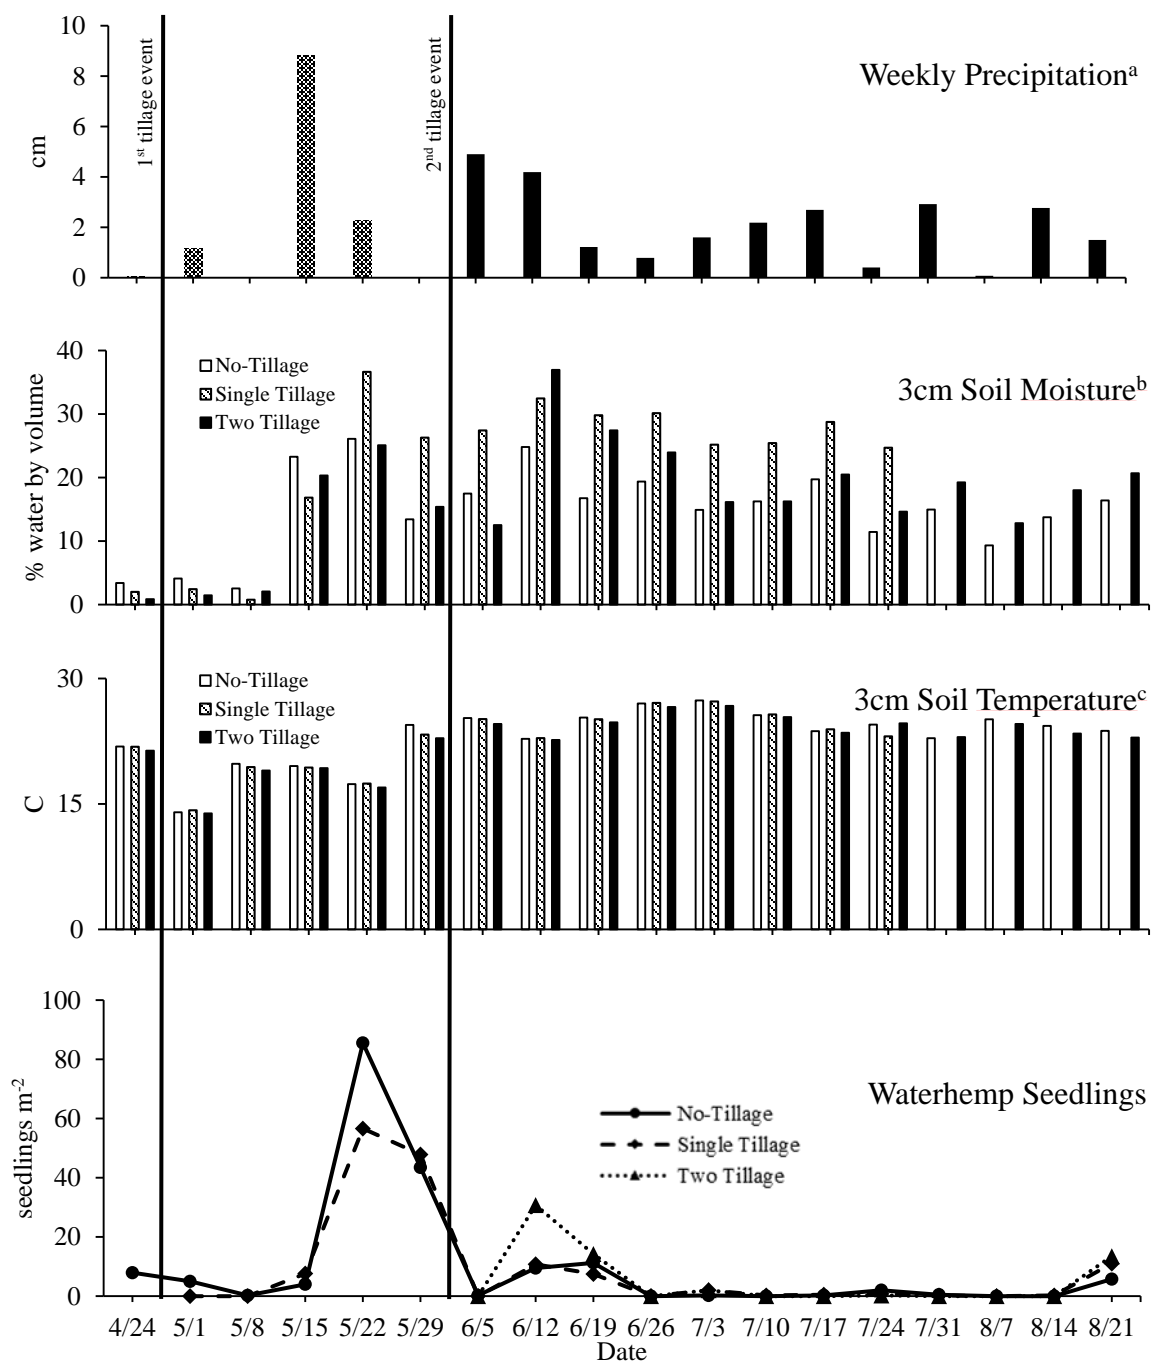 10
8
6
4
2
0
cm
1st tillage event
2nd tillage event
Weekly Precipitationa
40
30
20
10
0
% water by volume
No-Tillage
Single Tillage
Two Tillage
3cm Soil Moistureb
30
15
0
C
No-Tillage
Single Tillage
Two Tillage
3cm Soil Temperaturec
100
80
60
40
20
0
seedlings m-2
Waterhemp Seedlings
No-Tillage
Single Tillage
Two Tillage
4/24 5/1 5/8 5/15 5/22 5/29 6/5 6/12 6/19 6/26 7/3 7/10 7/17 7/24 7/31 8/7 8/14 8/21
Date